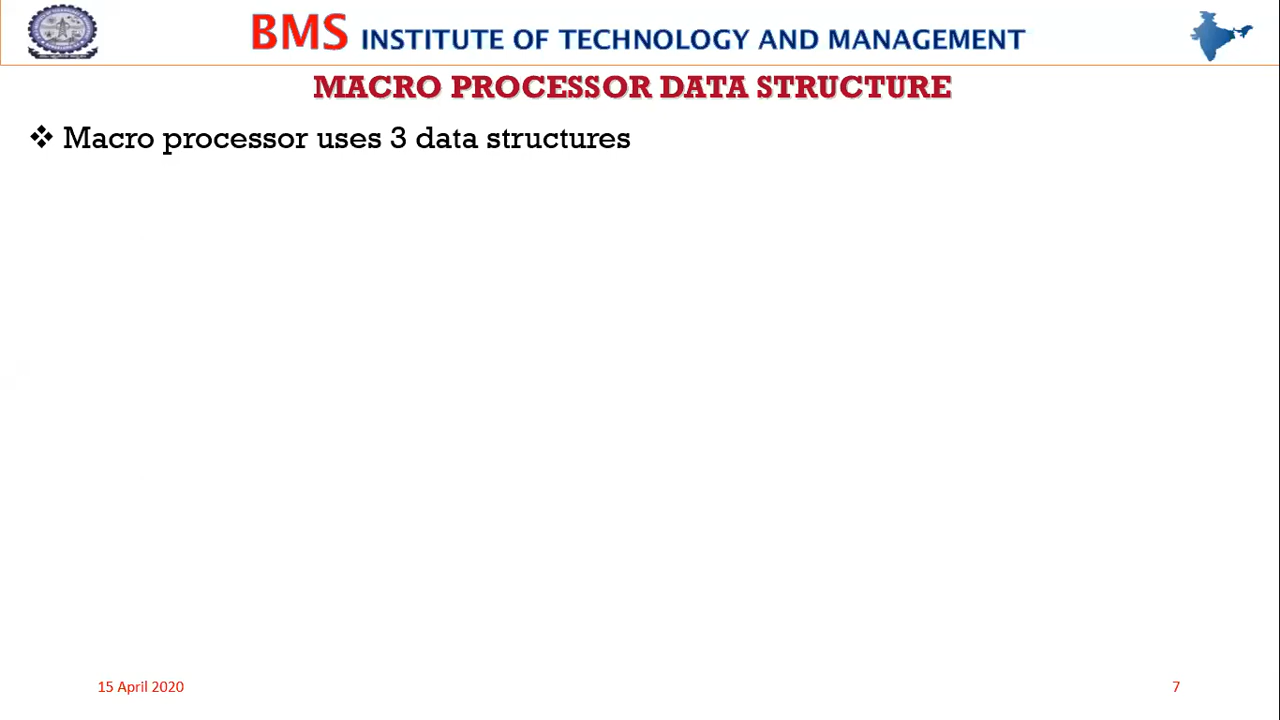 BMS INSTITUTE OF TECHNOLOGY AND MANAGEMENT
MACRO PROCESSOR DATA STRUCTURE
❖ Macro processor uses 3 data structures
15 April 2020
7